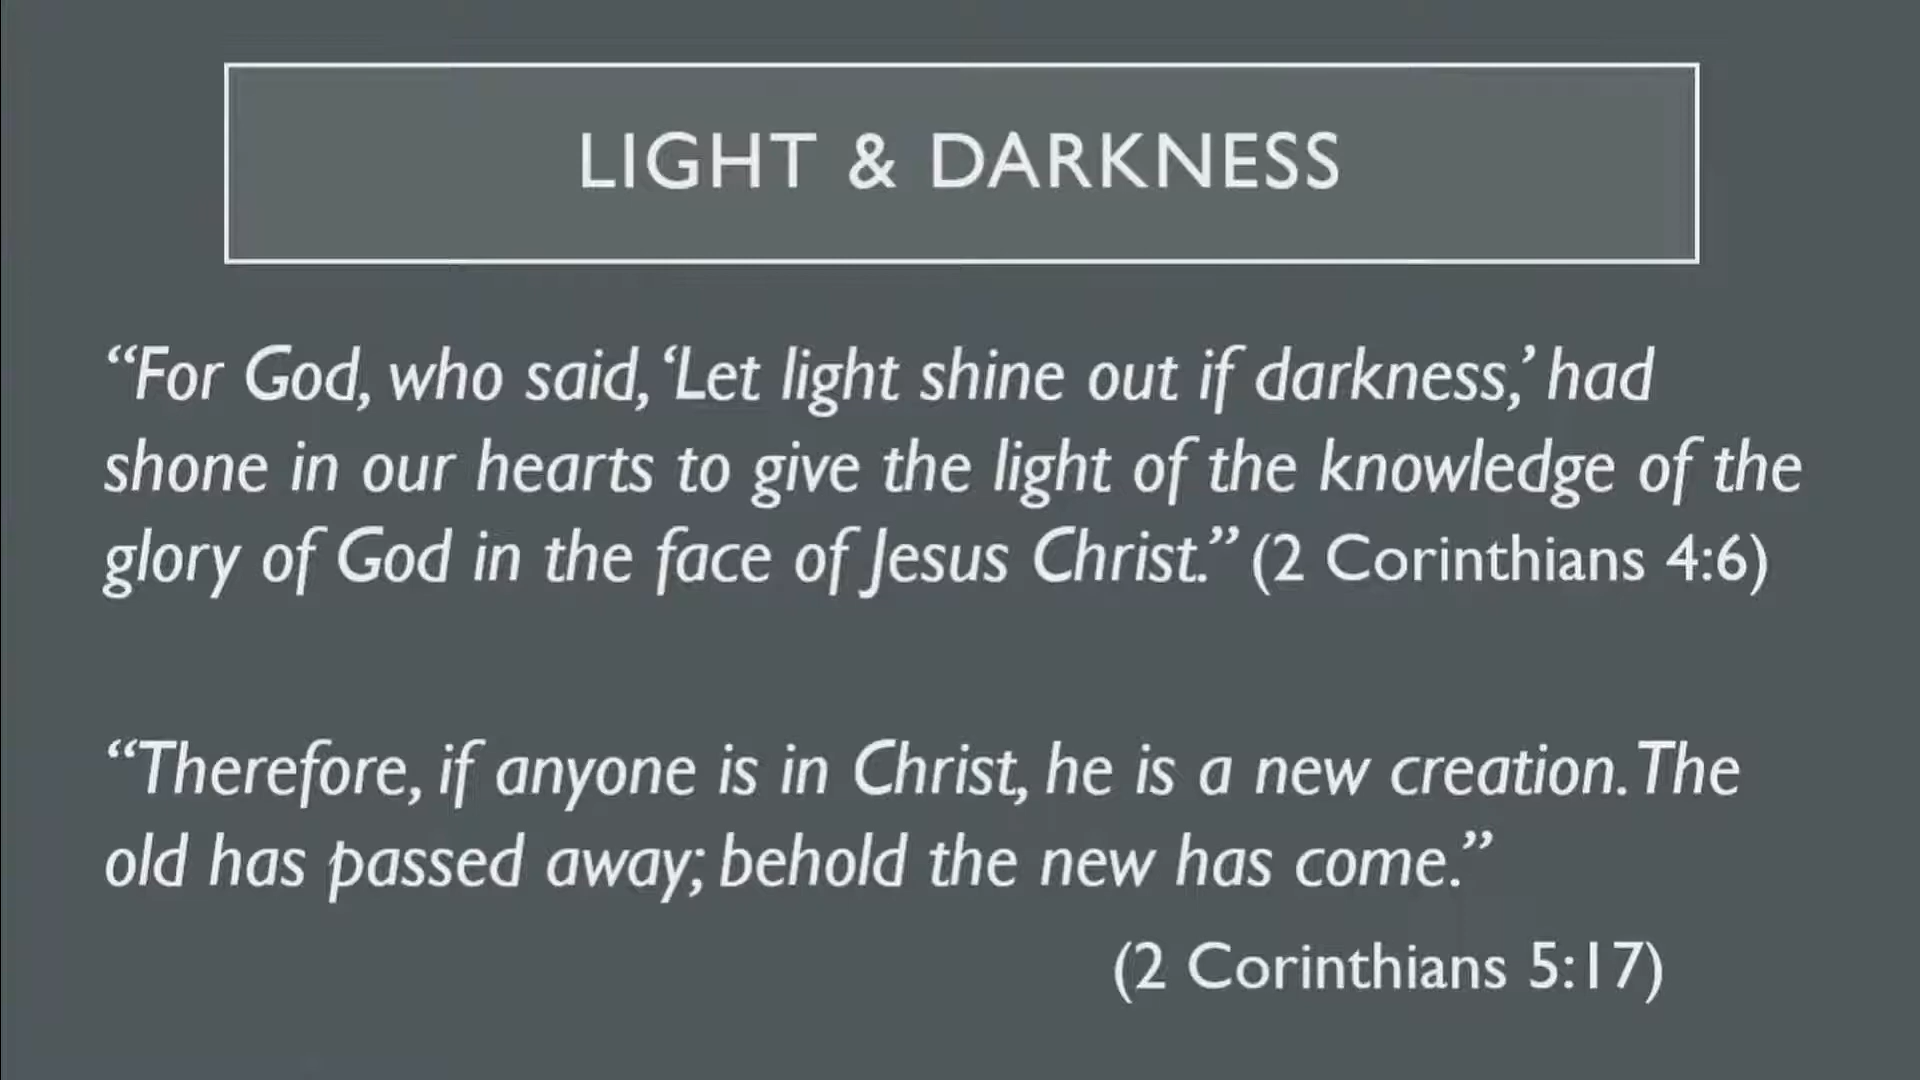 LIGHT & DARKNESS
“For God, who said, ‘Let light shine out if darkness,’ had
shone in our hearts to give the light of the knowledge of the
glory of God in the face of Jesus Christ.” (2 Corinthians 4:6)
“Therefore, if anyone is in Christ, he is a new creation. The
old has passed away; behold the new has come.”
(2 Corinthians 5:17)